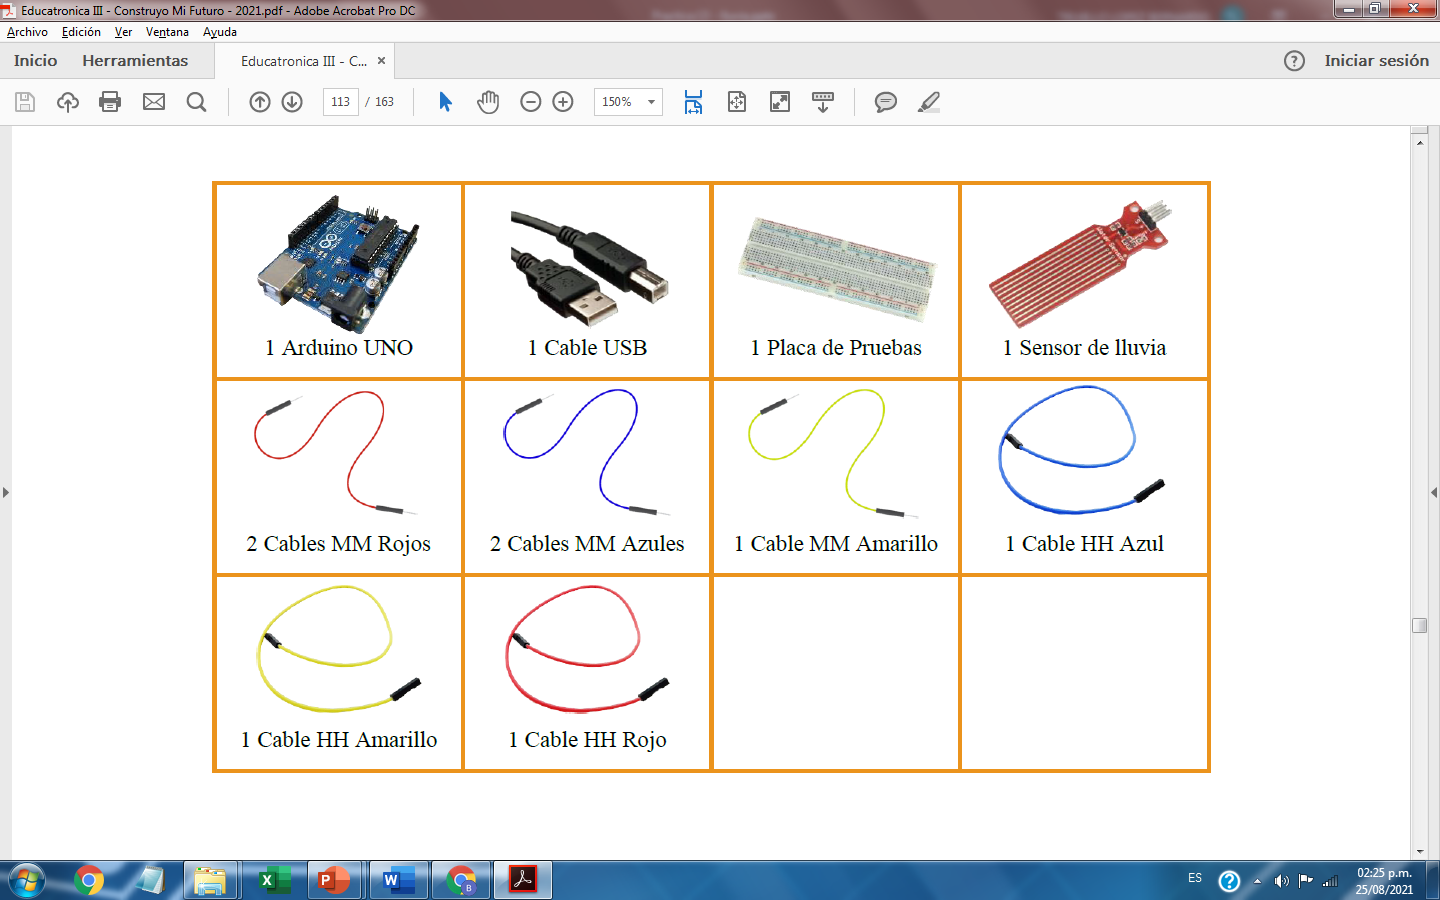 Educatronica III - Construyo Mi Futuro - 2021.pdf - Adobe Acrobat Pro DC
Archivo Edición Ver Ventana Ayuda
Inicio Herramientas Educatronica III - C... × ? Iniciar sesión
113 / 163 150%
1 Arduino UNO 1 Cable USB 1 Placa de Pruebas 1 Sensor de lluvia
2 Cables MM Rojos 2 Cables MM Azules 1 Cable MM Amarillo 1 Cable HH Azul
1 Cable HH Amarillo 1 Cable HH Rojo
ES 02:25 p.m.
25/08/2021